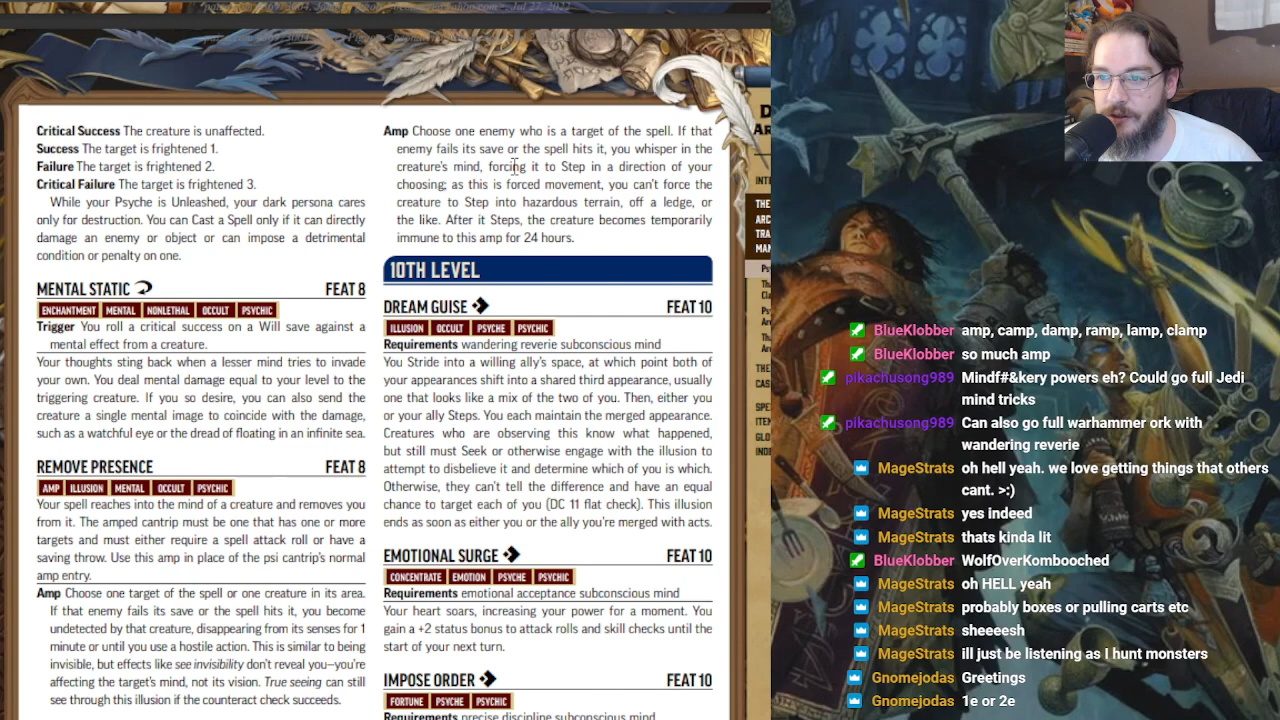 Critical Success The creature is unaffected.
Success The target is frightened 1.
Failure The target is frightened 2.
Critical Failure The target is frightened 3.
While your Psyche is Unleashed, your dark persona cares
only for destruction. You can Cast a Spell only if it can directly
damage an enemy or object or can impose a detrimental
condition or penalty on one.
MENTAL STATIC FEAT 8
ENCHANTMENT MENTAL NONLETHAL OCCULT PSYCHIC
Trigger You roll a critical success on a Will save against a
mental effect from a creature.
Your thoughts sting back when a lesser mind tries to invade
your own. You deal mental damage equal to your level to the
triggering creature. If you so desire, you can also send the
creature a single mental image to coincide with the damage,
such as a watchful eye or the dread of floating in an infinite sea.
REMOVE PRESENCE FEAT 8
AMP ILLUSION MENTAL OCCULT PSYCHIC
Your spell reaches into the mind of a creature and removes you
from it. The amped cantrip must be one that has one or more
targets and must either require a spell attack roll or have a
saving throw. Use this amp in place of the psi cantrip's normal
amp entry.
Amp Choose one target of the spell or one creature in its area.
If that enemy fails its save or the spell hits it, you become
undetected by that creature, disappearing from its senses for 1
minute or until you use a hostile action. This is similar to being
invisible, but effects like see invisibility don't reveal you—you're
affecting the target's mind, not its vision. True seeing can still
see through this illusion if the counteract check succeeds.
Amp Choose one enemy who is a target of the spell. If that
enemy fails its save or the spell hits it, you whisper in the
creature's mind, forcing it to Step in a direction of your
choosing; as this is forced movement, you can't force the
creature to Step into hazardous terrain, off a ledge, or
the like. After it Steps, the creature becomes temporarily
immune to this amp for 24 hours.
10TH LEVEL
DREAM GUISE FEAT 10
ILLUSION OCCULT PSYCHE PSYCHIC
Requirements wandering reverie subconscious mind
You Stride into a willing ally's space, at which point both of
your appearances shift into a shared third appearance, usually
one that looks like a mix of the two of you. Then, either you
or your ally Steps. You each maintain the merged appearance.
Creatures who are observing this know what happened,
but still must Seek or otherwise engage with the illusion to
attempt to disbelieve it and determine which of you is which.
Otherwise, they can't tell the difference and have an equal
chance to target each of you (DC 11 flat check). This illusion
ends as soon as either you or the ally you're merged with acts.
EMOTIONAL SURGE FEAT 10
CONCENTRATE EMOTION PSYCHE PSYCHIC
Requirements emotional acceptance subconscious mind
Your heart soars, increasing your power for a moment. You
gain a +2 status bonus to attack rolls and skill checks until the
start of your next turn.
IMPOSE ORDER FEAT 10
FORTUNE PSYCHE PSYCHIC
Requirements precise discipline subconscious mind
BlueKlobber amp, camp, damp, ramp, lamp, clamp
BlueKlobber so much amp
pikachusong989 Mindf#&kery powers eh? Could go full Jedi
mind tricks
pikachusong989 Can also go full warhammer ork with
wandering reverie
MageStrats oh hell yeah. we love getting things that others
cant. >:)
MageStrats yes indeed
MageStrats thats kinda lit
BlueKlobber WolfOverKombooched
MageStrats oh HELL yeah
MageStrats probably boxes or pulling carts etc
MageStrats sheeeesh
MageStrats ill just be listening as I hunt monsters
Gnomejodas Greetings
Gnomejodas 1e or 2e